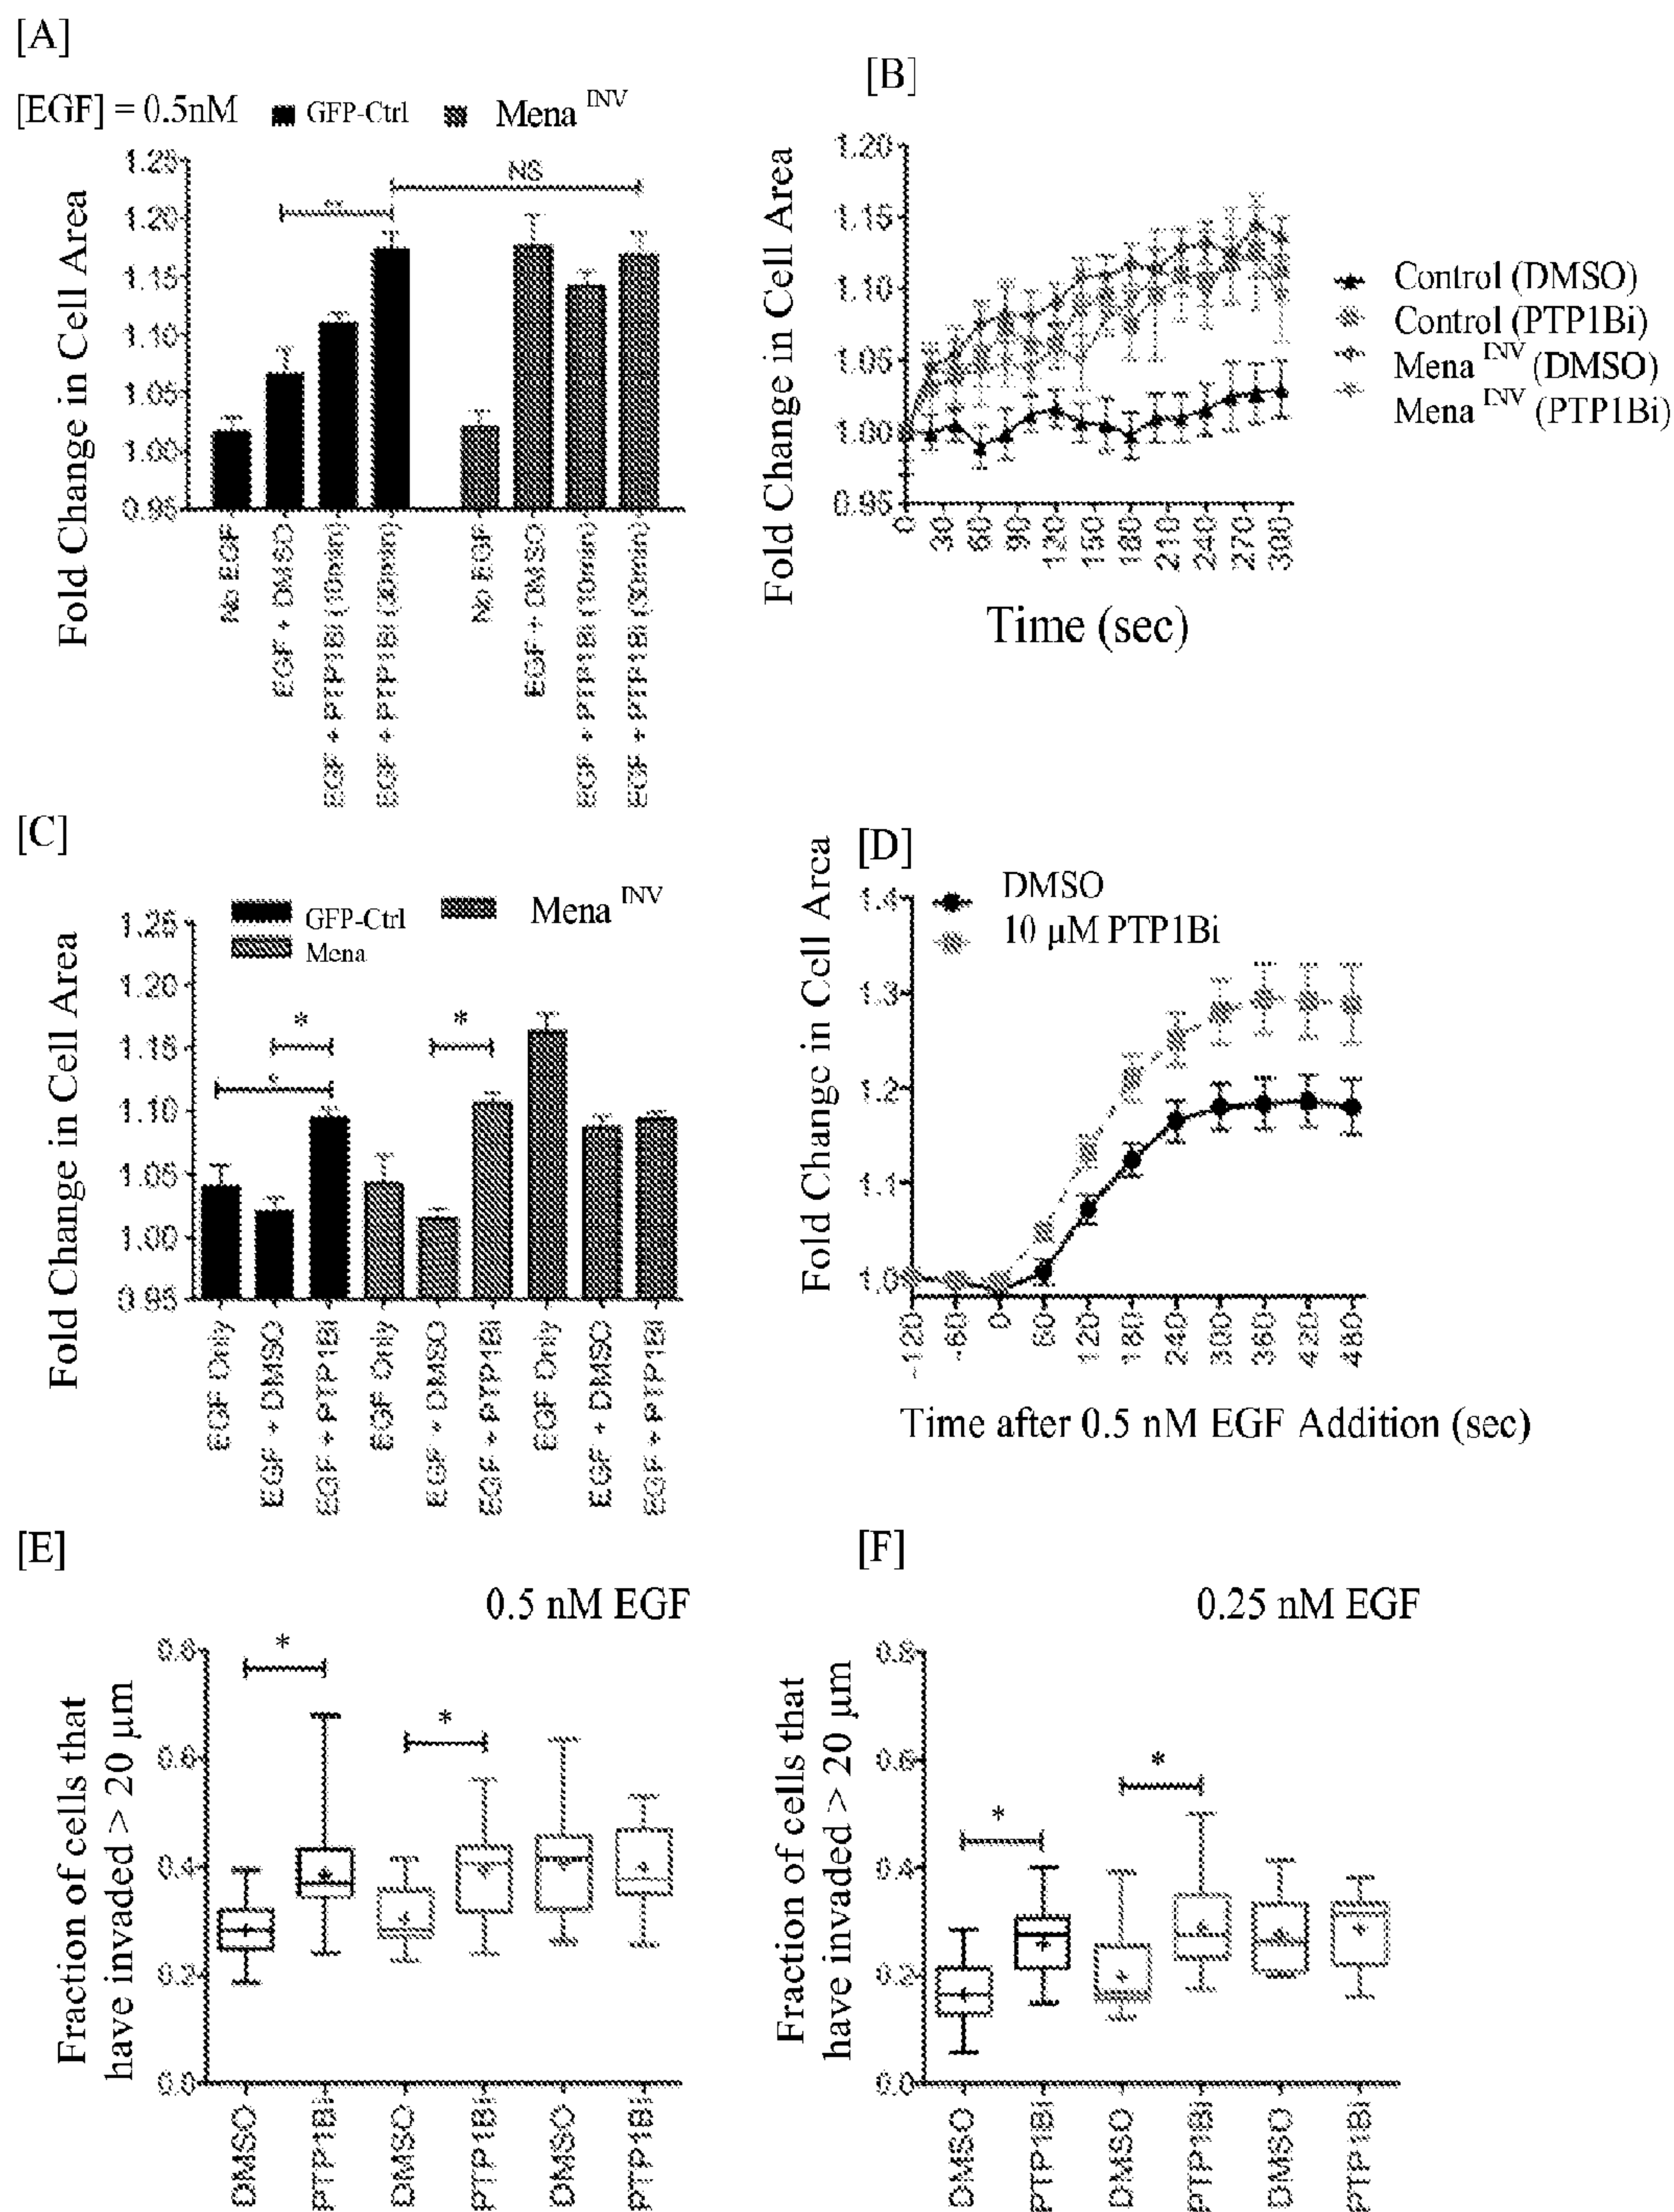 [A]
[EGF] = 0.5nM
GFP-Ctrl
Mena INV
Fold Change in Cell Area
1.25
1.20
1.15
1.10
1.05
1.00
0.95
NS
No EGF
EGF + DMSO
EGF + PTP1Bi (10min)
EGF + PTP1Bi (30min)
No EGF
EGF + DMSO
EGF + PTP1Bi (10min)
EGF + PTP1Bi (30min)
[B]
Fold Change in Cell Area
1.20
1.15
1.10
1.05
1.00
0.95
0
30
60
90
120
150
180
210
240
270
300
Time (sec)
Control (DMSO)
Control (PTP1Bi)
Mena INV (DMSO)
Mena INV (PTP1Bi)
[C]
GFP-Ctrl
Mena
Mena INV
Fold Change in Cell Area
1.25
1.20
1.15
1.10
1.05
1.00
0.95
*
*
*
EGF Only
EGF + DMSO
EGF + PTP1Bi
EGF Only
EGF + DMSO
EGF + PTP1Bi
EGF Only
EGF + DMSO
EGF + PTP1Bi
[D]
DMSO
10 µM PTP1Bi
Fold Change in Cell Area
1.4
1.3
1.2
1.1
1.0
-120
-60
0
60
120
180
240
300
360
420
480
Time after 0.5 nM EGF Addition (sec)
[E]
0.5 nM EGF
Fraction of cells that
have invaded > 20 µm
0.8
0.6
0.4
0.2
0.0
*
*
DMSO
PTP1Bi
DMSO
PTP1Bi
DMSO
PTP1Bi
[F]
0.25 nM EGF
Fraction of cells that
have invaded > 20 µm
0.8
0.6
0.4
0.2
0.0
*
*
DMSO
PTP1Bi
DMSO
PTP1Bi
DMSO
PTP1Bi